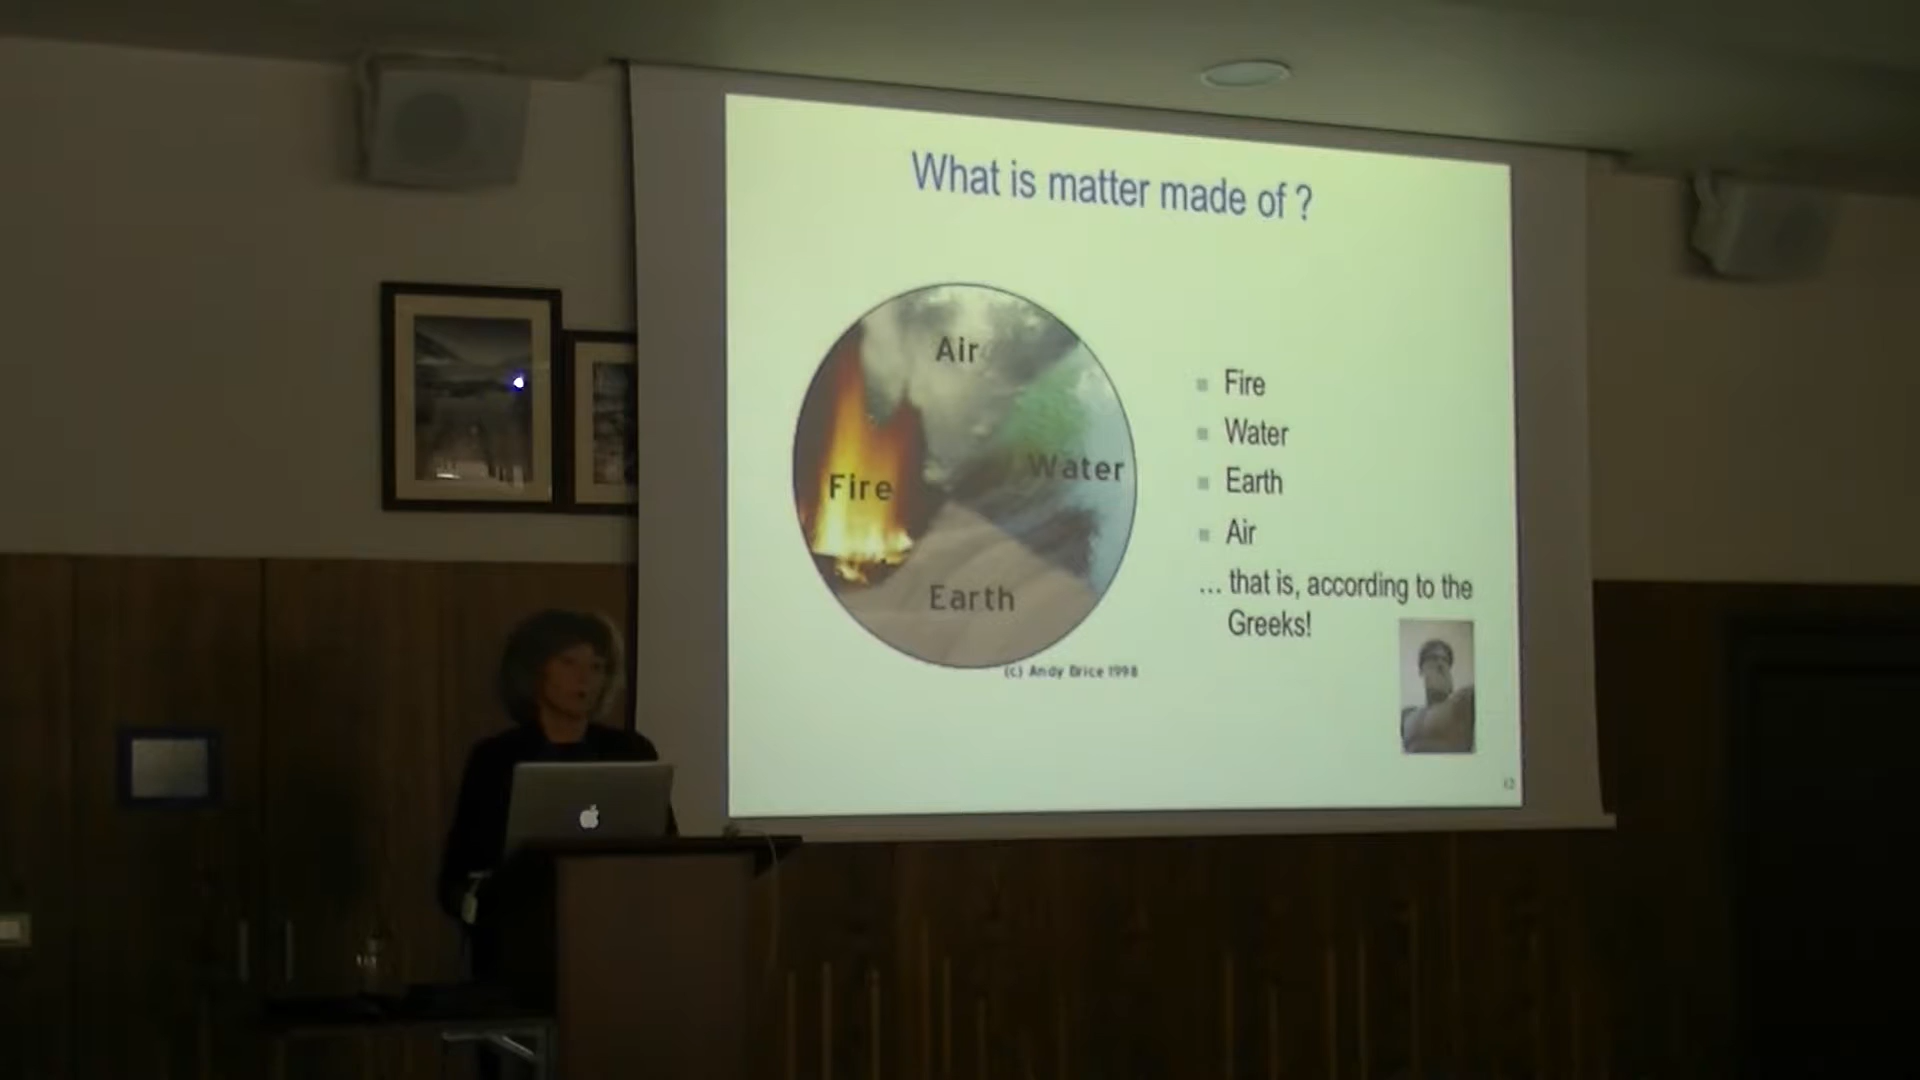 What is matter made of ?
Air
Fire
Water
Earth
(c) Andy Brice 1998
Fire
Water
Earth
Air
... that is, according to the
Greeks!